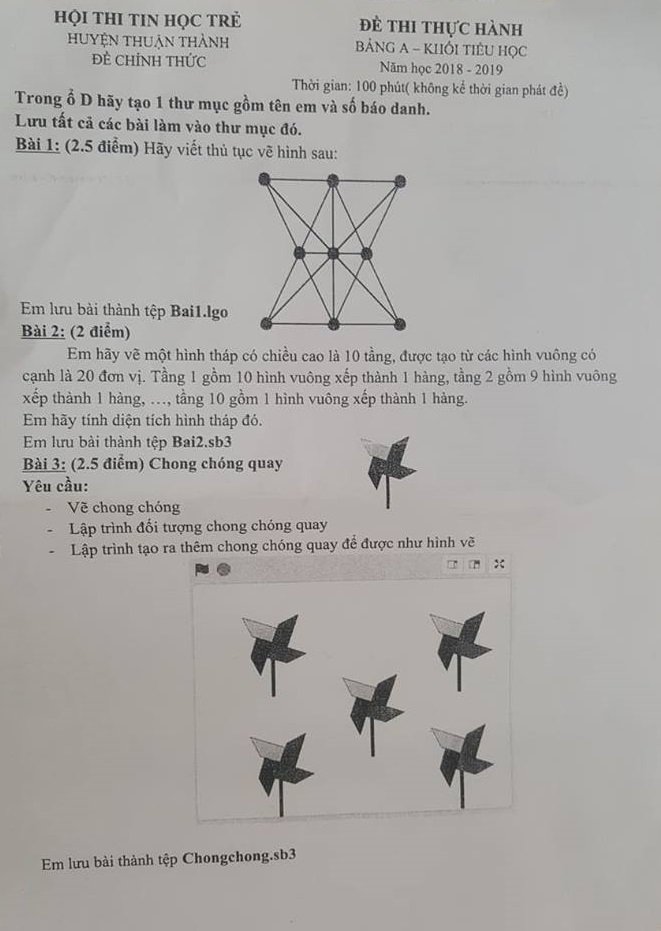 HỘI THI TIN HỌC TRẺ
HUYỆN THUẬN THÀNH
ĐỀ CHÍNH THỨC
ĐỀ THI THỰC HÀNH
BẢNG A – KHỐI TIỂU HỌC
Năm học 2018 - 2019
Thời gian: 100 phút( không kể thời gian phát đề)
Trong ổ D hãy tạo 1 thư mục gồm tên em và số báo danh.
Lưu tất cả các bài làm vào thư mục đó.
Bài 1: (2.5 điểm) Hãy viết thủ tục vẽ hình sau:
Em lưu bài thành tệp Bai1.lgo
Bài 2: (2 điểm)
Em hãy vẽ một hình tháp có chiều cao là 10 tầng, được tạo từ các hình vuông có
cạnh là 20 đơn vị. Tầng 1 gồm 10 hình vuông xếp thành 1 hàng, tầng 2 gồm 9 hình vuông
xếp thành 1 hàng, …, tầng 10 gồm 1 hình vuông xếp thành 1 hàng.
Em hãy tính diện tích hình tháp đó.
Em lưu bài thành tệp Bai2.sb3
Bài 3: (2.5 điểm) Chong chóng quay
Yêu cầu:
- Vẽ chong chóng
- Lập trình đối tượng chong chóng quay
- Lập trình tạo ra thêm chong chóng quay để được như hình vẽ
Em lưu bài thành tệp Chongchong.sb3